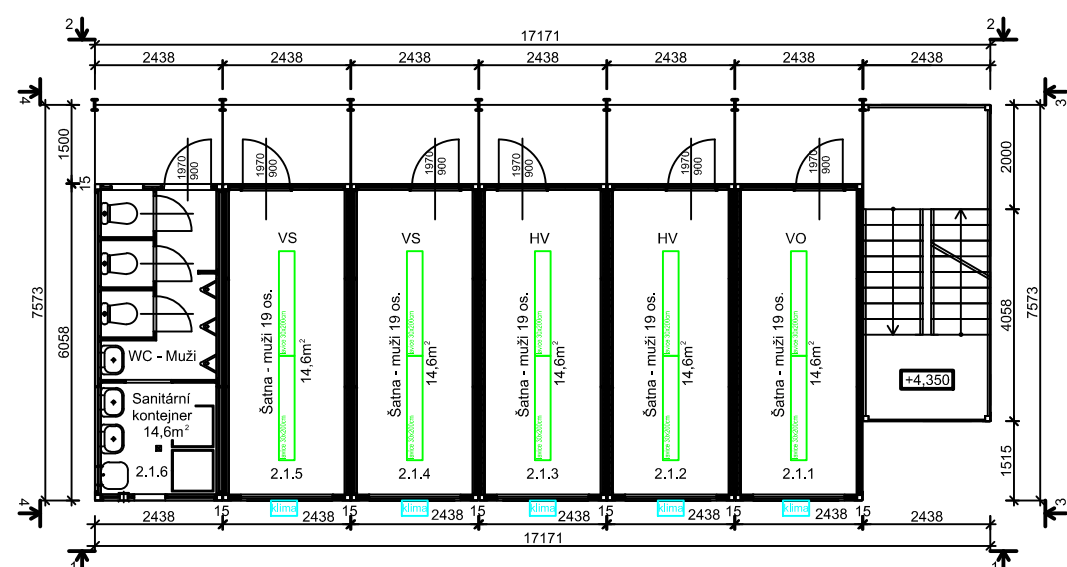 2
2
17171
2438 2438 2438 2438 2438 2438 2438
4
3
1500
2000
1970
900
1970
900
1970
900
1970
900
1970
900
1970
900
15
VS
VS
HV
HV
VO
7573
6058
4058
7573
Šatna - muži 19 os.
14,6m²
Šatna - muži 19 os.
14,6m²
Šatna - muži 19 os.
14,6m²
Šatna - muži 19 os.
14,6m²
Šatna - muži 19 os.
14,6m²
WC - Muži
+4,350
Sanitární
kontejner
14,6m²
2.1.6
2.1.5
2.1.4
2.1.3
2.1.2
2.1.1
1515
4
3
klima
klima
klima
klima
klima
2438 15 2438 15 2438 15 2438 15 2438 15 2438 15 2438
17171
1
1